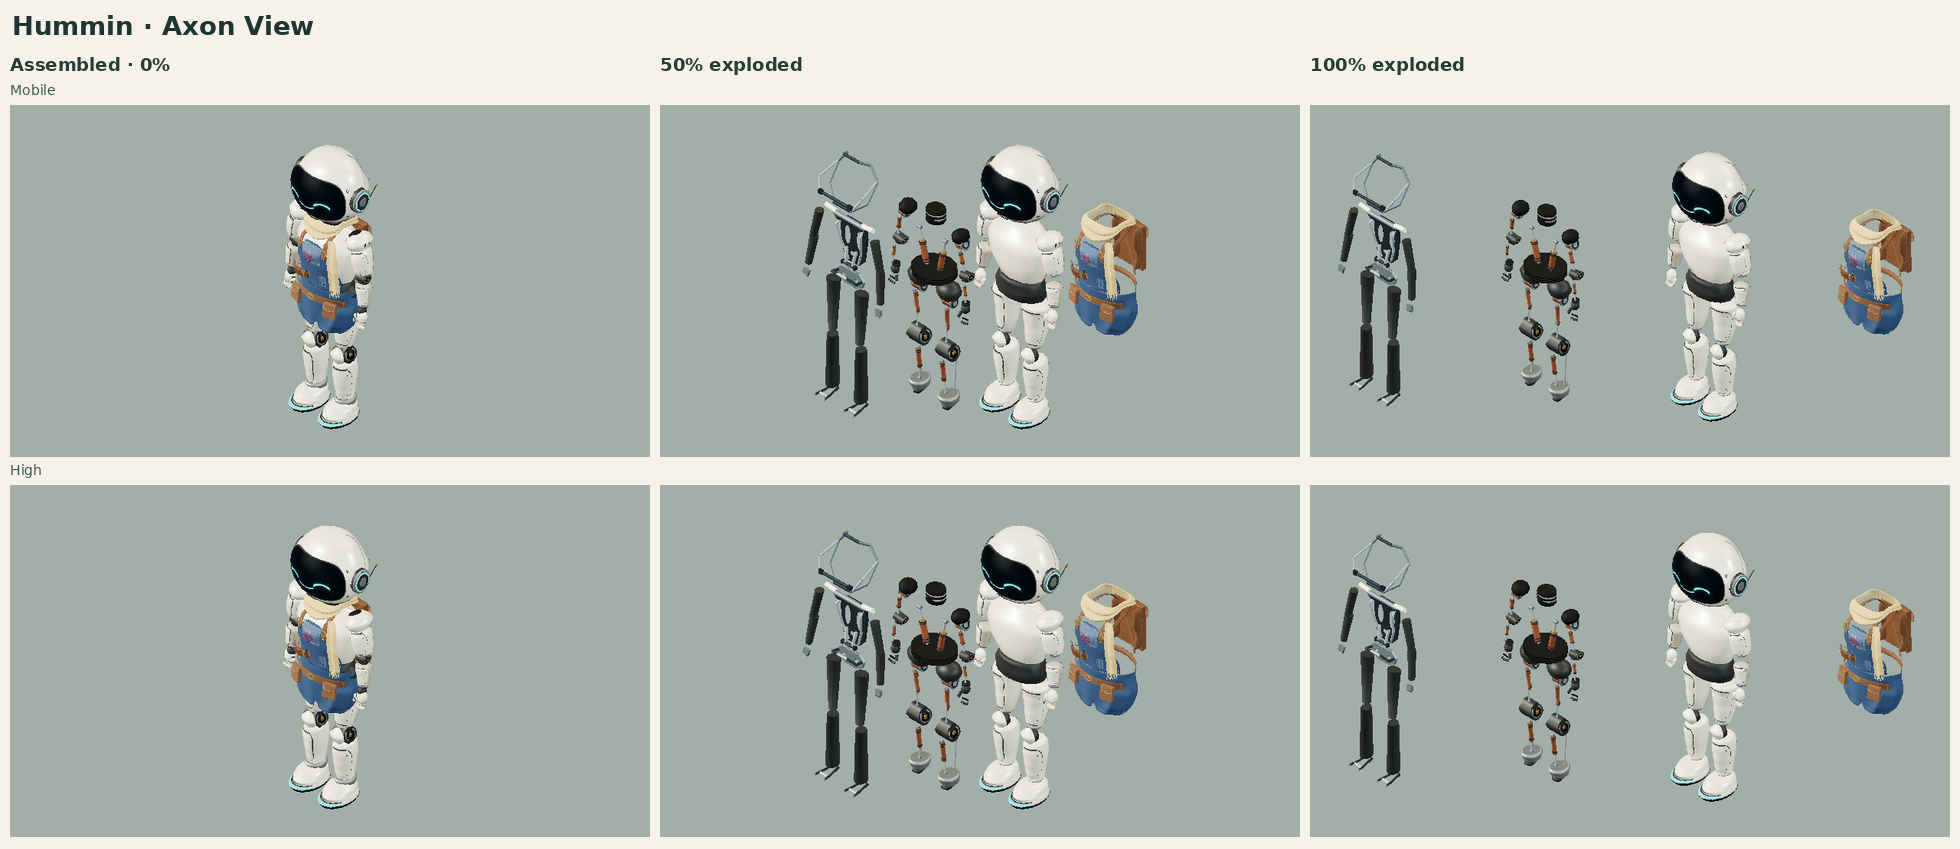 Hummin · Axon View
Assembled · 0%
50% exploded
100% exploded
Mobile
High